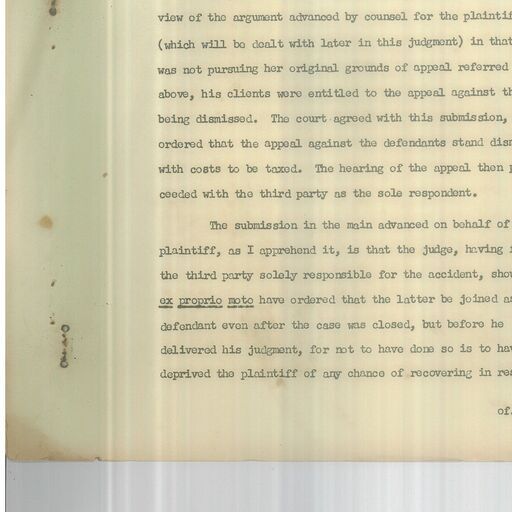 view of the argument advanced by counsel for the plaintif
(which will be dealt with later in this judgment) in that
was not pursuing her original grounds of appeal referred
above, his clients were entitled to the appeal against th
being dismissed. The court agreed with this submission,
ordered that the appeal against the defendants stand dism
with costs to be taxed. The hearing of the appeal then p
ceeded with the third party as the sole respondent.
The submission in the main advanced on behalf of
plaintiff, as I apprehend it, is that the judge, having
the third party solely responsible for the accident, shou
ex proprio moto have ordered that the latter be joined as
defendant even after the case was closed, but before he
delivered his judgment, for not to have done so is to hav
deprived the plaintiff of any chance of recovering in res
of.